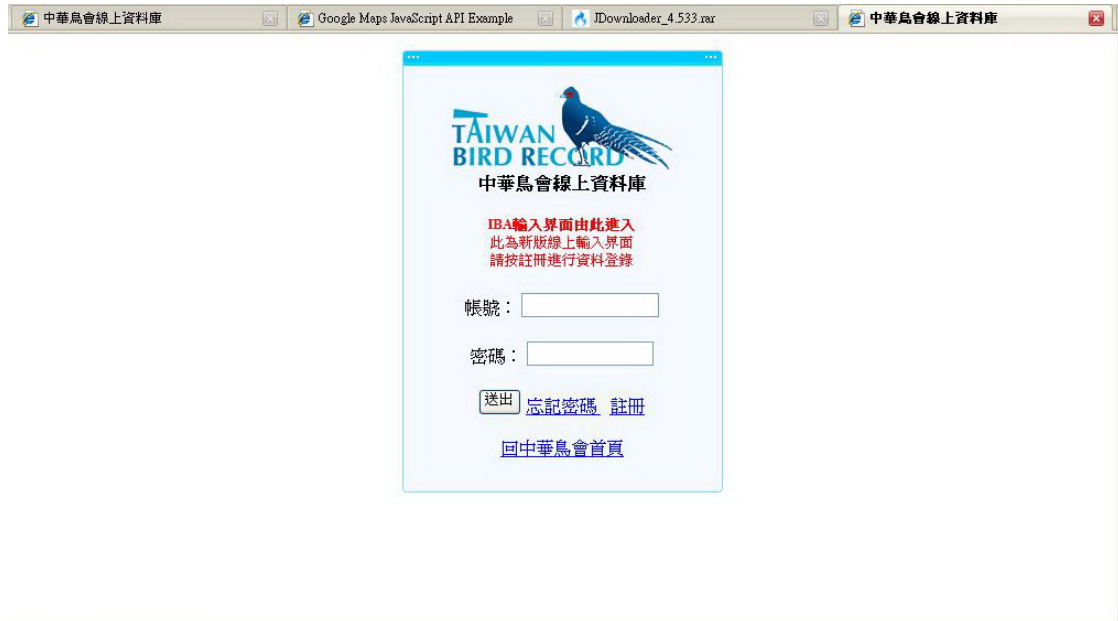 中華鳥會線上資料庫
Google Maps JavaScript API Example
JDownloader_4.533.rar
中華鳥會線上資料庫
TAIWAN
BIRD RECORD
中華鳥會線上資料庫
IBA輸入界面由此進入
此為新版線上輸入界面
請按註冊進行資料登錄
帳號：
密碼：
送出 忘記密碼 註冊
回中華鳥會首頁